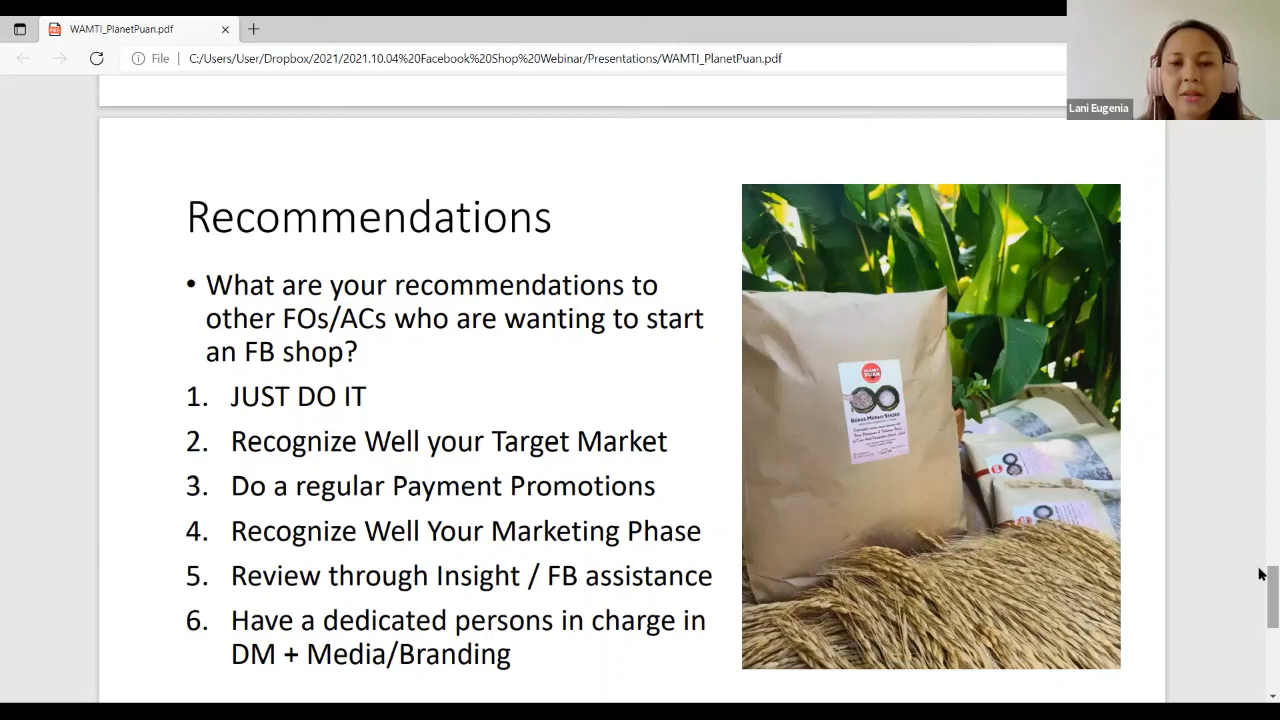 WAMTI_PlanetPuan.pdf
File
C:/Users/User/Dropbox/2021/2021.10.04%20Facebook%20Shop%20Webinar/Presentations/WAMTI_PlanetPuan.pdf
Lani Eugenia
Recommendations
• What are your recommendations to
other FOs/ACs who are wanting to start
an FB shop?
1. JUST DO IT
2. Recognize Well your Target Market
3. Do a regular Payment Promotions
4. Recognize Well Your Marketing Phase
5. Review through Insight / FB assistance
6. Have a dedicated persons in charge in
DM + Media/Branding
PLANET
PUAN